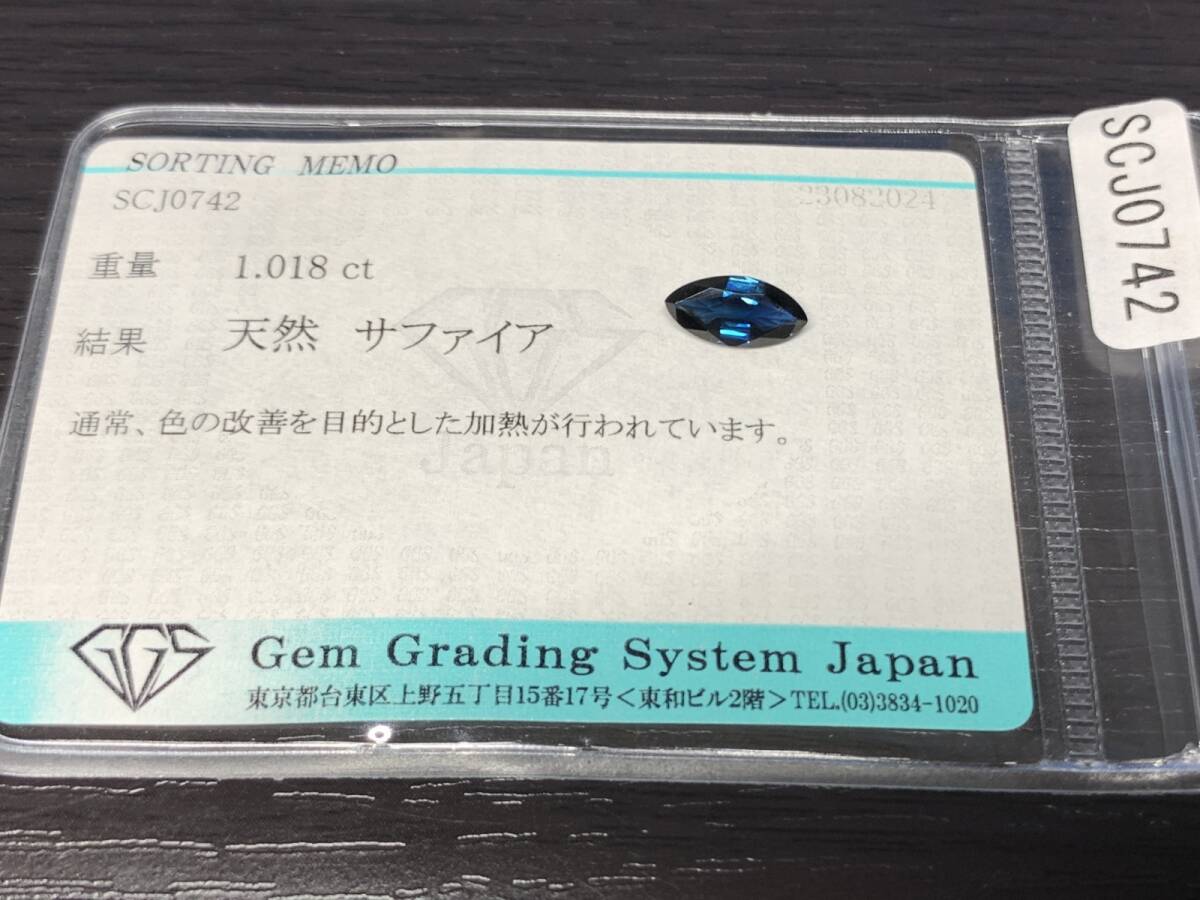 SORTING MEMO
SCJ0742 23082024
重量 1.018 ct
結果 天然 サファイア
通常、色の改善を目的とした加熱が行われています。
Japan
GGS Gem Grading System Japan
東京都台東区上野五丁目15番17号<東和ビル2階>TEL.(03)3834-1020
SCJ0742